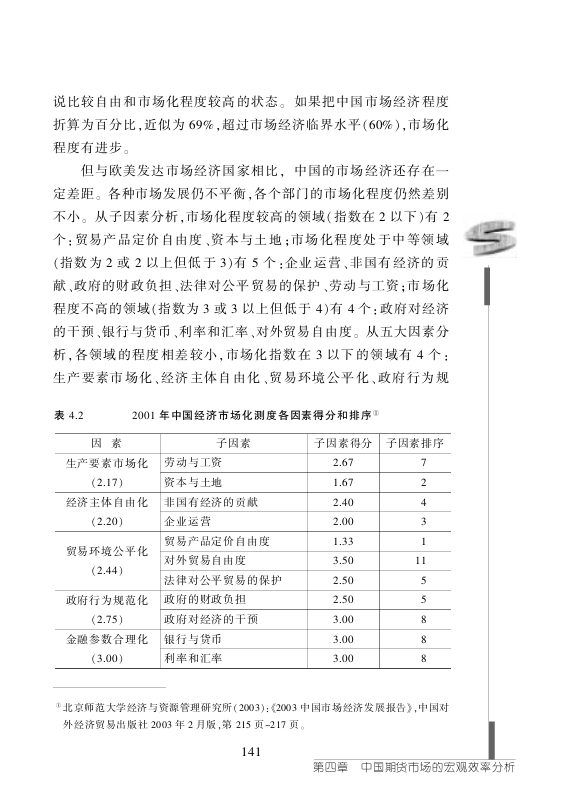 说比较自由和市场化程度较高的状态。如果把中国市场经济程度
折算为百分比,近似为 69%,超过市场经济临界水平(60%),市场化
程度有进步。
但与欧美发达市场经济国家相比，中国的市场经济还存在一
定差距。各种市场发展仍不平衡,各个部门的市场化程度仍然差别
不小。从子因素分析,市场化程度较高的领域(指数在 2 以下)有 2
个:贸易产品定价自由度、资本与土地;市场化程度处于中等领域
(指数为 2 或 2 以上但低于 3)有 5 个:企业运营、非国有经济的贡
献、政府的财政负担、法律对公平贸易的保护、劳动与工资;市场化
程度不高的领域(指数为 3 或 3 以上但低于 4)有 4 个:政府对经济
的干预、银行与货币、利率和汇率、对外贸易自由度。从五大因素分
析,各领域的程度相差较小,市场化指数在 3 以下的领域有 4 个:
生产要素市场化、经济主体自由化、贸易环境公平化、政府行为规
表 4.2 2001 年中国经济市场化测度各因素得分和排序①
因 素 子因素 子因素得分 子因素排序
生产要素市场化 劳动与工资 2.67 7
(2.17) 资本与土地 1.67 2
经济主体自由化 非国有经济的贡献 2.40 4
(2.20) 企业运营 2.00 3
贸易产品定价自由度 1.33 1
贸易环境公平化
对外贸易自由度 3.50 11
(2.44)
法律对公平贸易的保护 2.50 5
政府行为规范化 政府的财政负担 2.50 5
(2.75) 政府对经济的干预 3.00 8
金融参数合理化 银行与货币 3.00 8
(3.00) 利率和汇率 3.00 8
①北京师范大学经济与资源管理研究所(2003):《2003 中国市场经济发展报告》,中国对
外经济贸易出版社 2003 年 2 月版,第 215 页-217 页。
141
第四章 中国期货市场的宏观效率分析